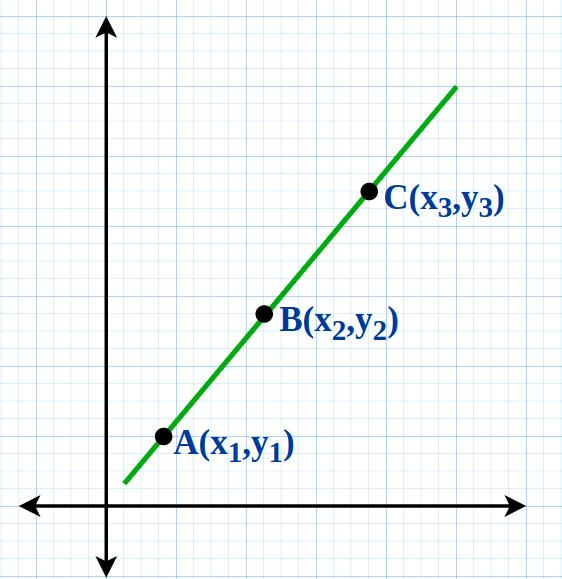 C(x₃,y₃)
B(x₂,y₂)
A(x₁,y₁)